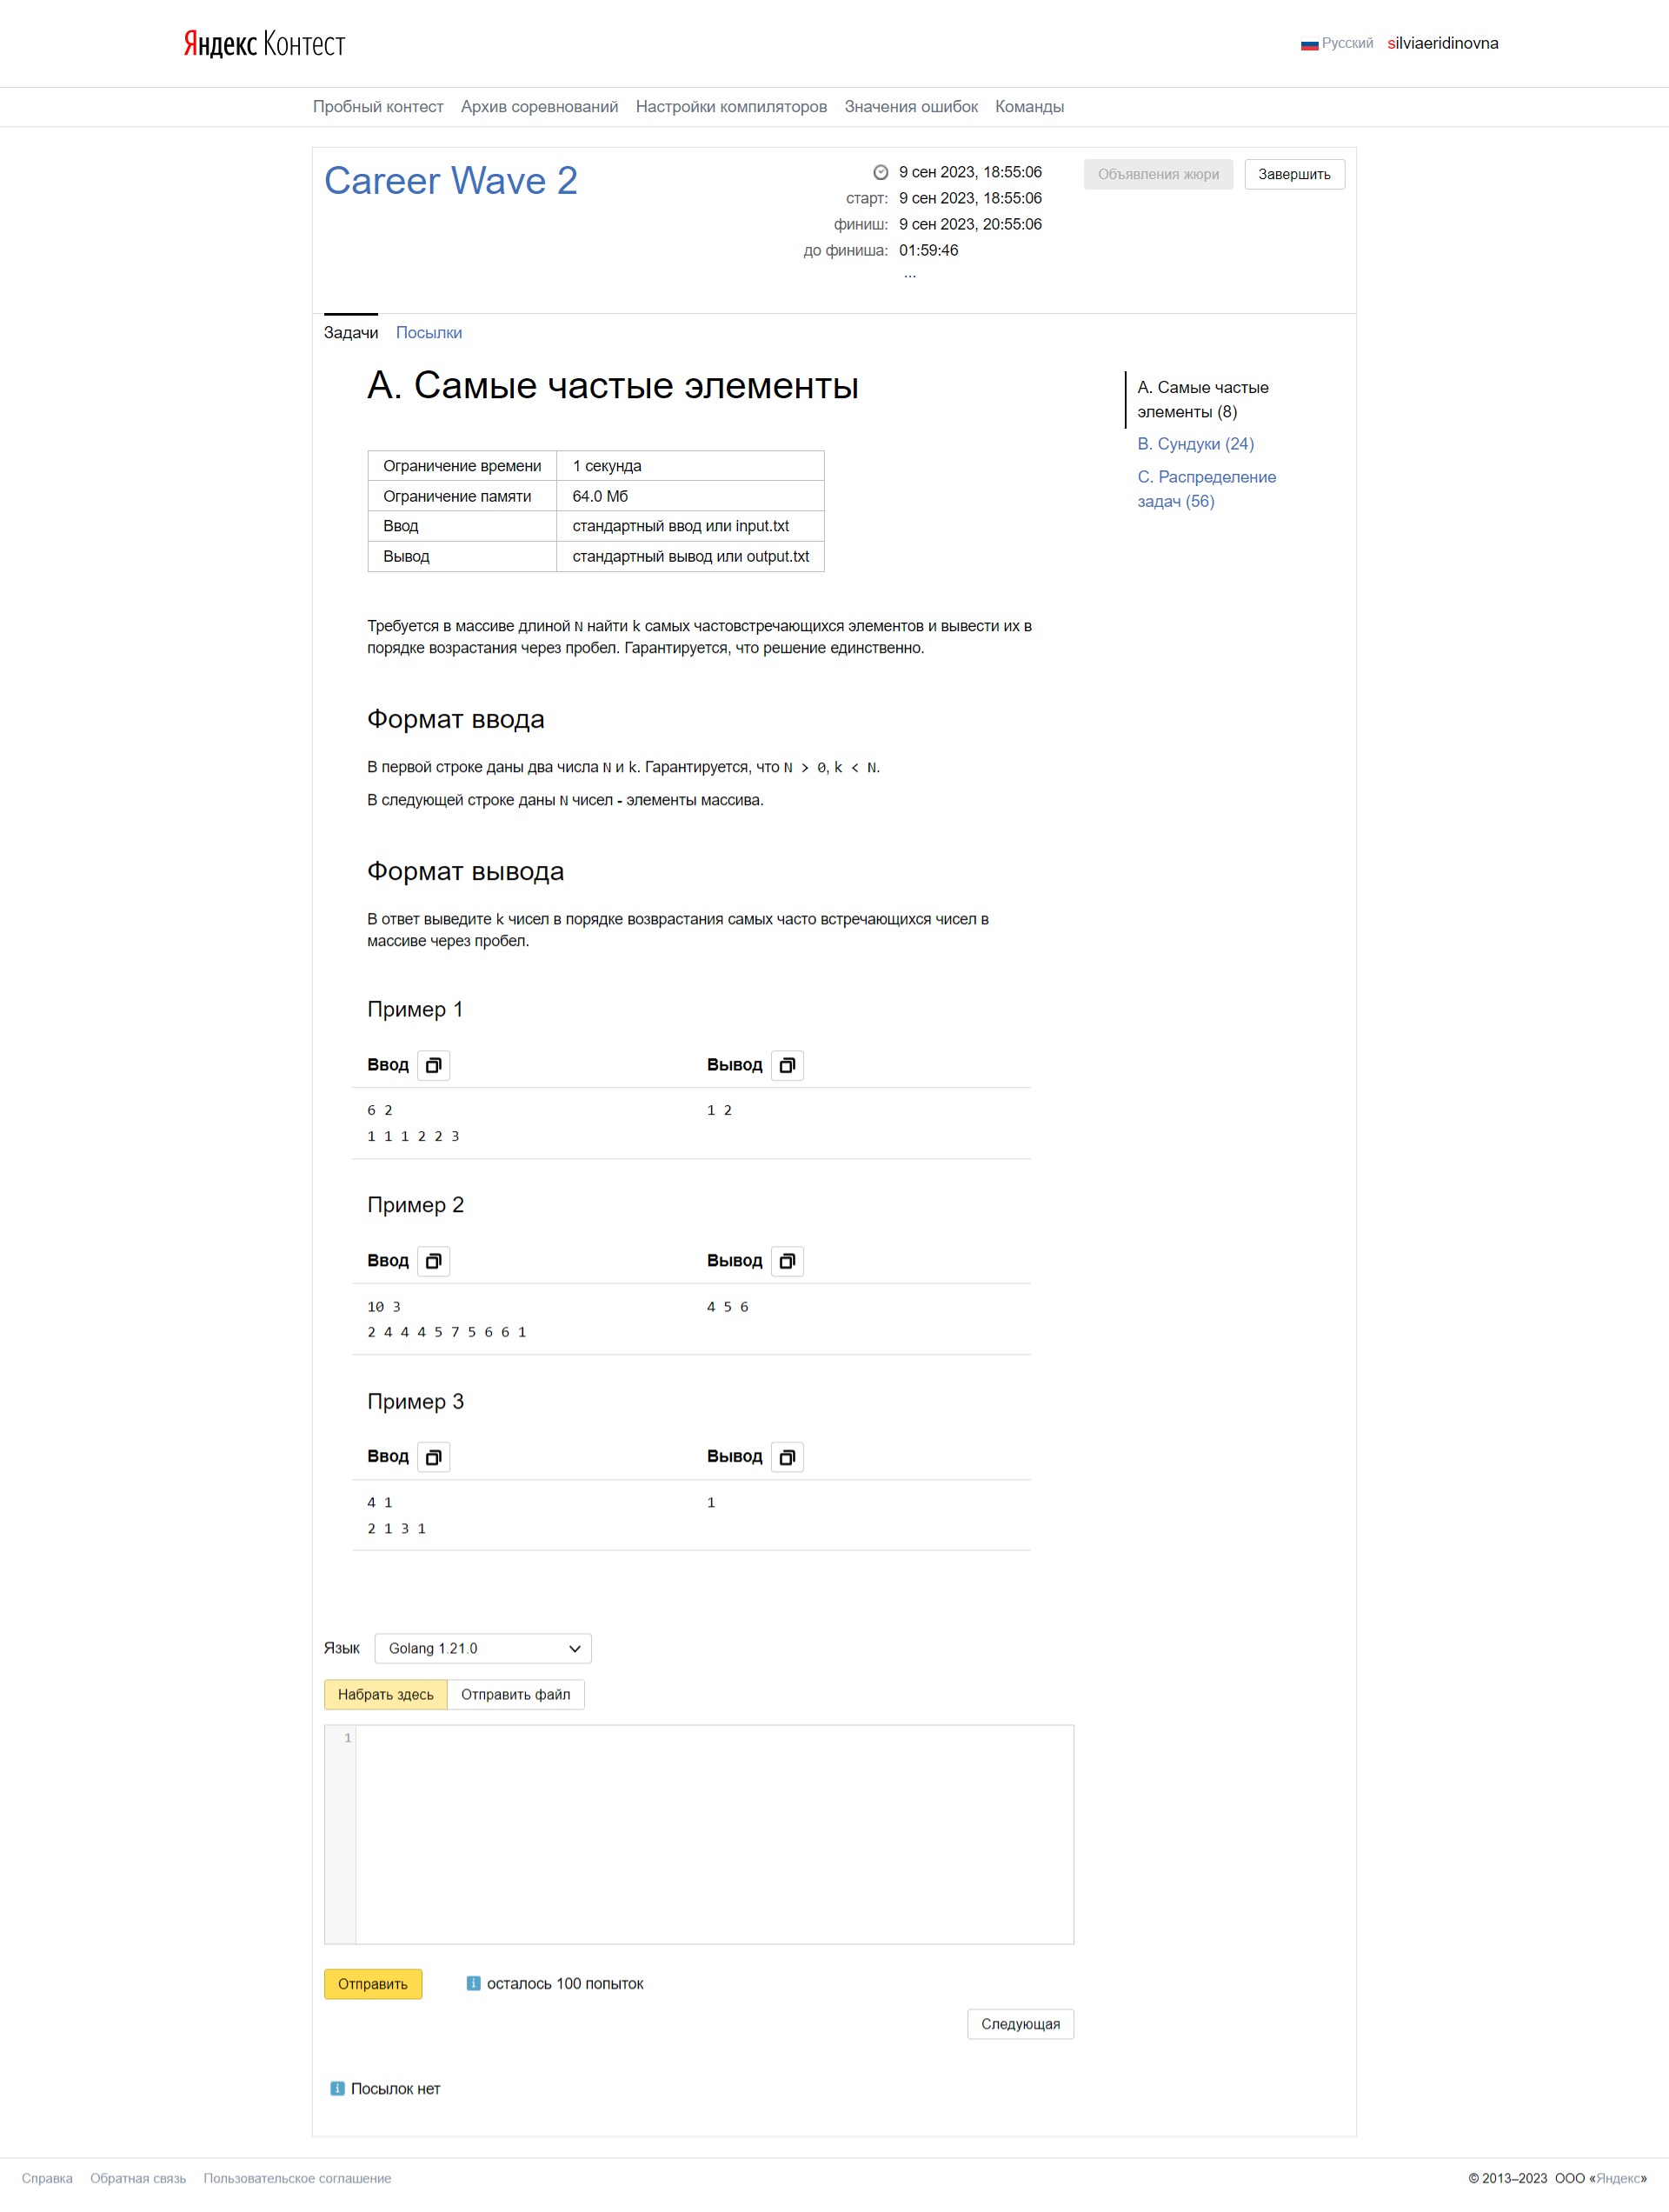 Яндекс Контест
Русский silviaeridinovna
Пробный контест Архив соревнований Настройки компиляторов Значения ошибок Команды
Career Wave 2
9 сен 2023, 18:55:06
старт: 9 сен 2023, 18:55:06
финиш: 9 сен 2023, 20:55:06
до финиша: 01:59:46
...
Объявления жюри Завершить
Задачи Посылки
A. Самые частые элементы
Ограничение времени 1 секунда
Ограничение памяти 64.0 Мб
Ввод стандартный ввод или input.txt
Вывод стандартный вывод или output.txt
Требуется в массиве длиной N найти k самых частовстречающихся элементов и вывести их в
порядке возрастания через пробел. Гарантируется, что решение единственно.
Формат ввода
В первой строке даны два числа N и k. Гарантируется, что N > 0, k < N.
В следующей строке даны N чисел - элементы массива.
Формат вывода
В ответ выведите k чисел в порядке возврастания самых часто встречающихся чисел в
массиве через пробел.
Пример 1
Ввод Вывод
6 2 1 2
1 1 1 2 2 3
Пример 2
Ввод Вывод
10 3 4 5 6
2 4 4 4 5 7 5 6 6 1
Пример 3
Ввод Вывод
4 1 1
2 1 3 1
A. Самые частые
элементы (8)
B. Сундуки (24)
C. Распределение
задач (56)
Язык Golang 1.21.0
Набрать здесь Отправить файл
1
Отправить осталось 100 попыток
Следующая
Посылок нет
Справка Обратная связь Пользовательское соглашение © 2013–2023 ООО «Яндекс»